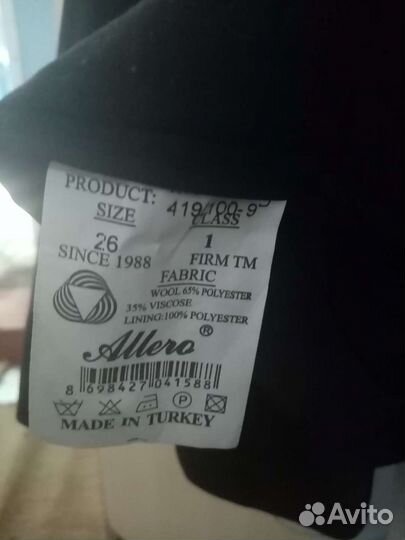 PRODUCT:
419/100-9
SIZE CLASS
26 1
SINCE 1988 FIRM TM
FABRIC
WOOL 65% POLYESTER
35% VISCOSE
LINING:100% POLYESTER
Allero ®
8 698427 041588
P
MADE IN TURKEY
Avito